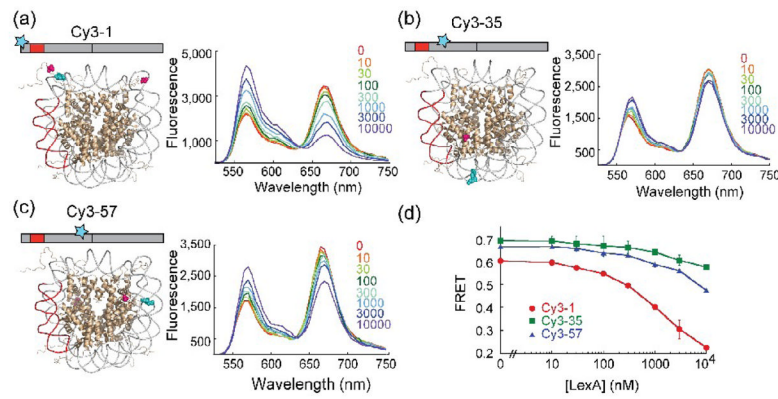 (a)
Cy3-1
5,000
3,000
1,000
Fluorescence
550 600 650 700 750
Wavelength (nm)
0
10
30
100
300
1000
3000
10000
(b)
Cy3-35
3,500
2,500
1,500
500
Fluorescence
550 600 650 700 750
Wavelength (nm)
0
10
30
100
300
1000
3000
10000
(c)
Cy3-57
3,500
2,500
1,500
500
Fluorescence
550 600 650 700 750
Wavelength (nm)
0
10
30
100
300
1000
3000
10000
(d)
0.7
0.6
0.5
0.4
0.3
0.2
FRET
Cy3-1
Cy3-35
Cy3-57
0 10 100 1000 10⁴
[LexA] (nM)